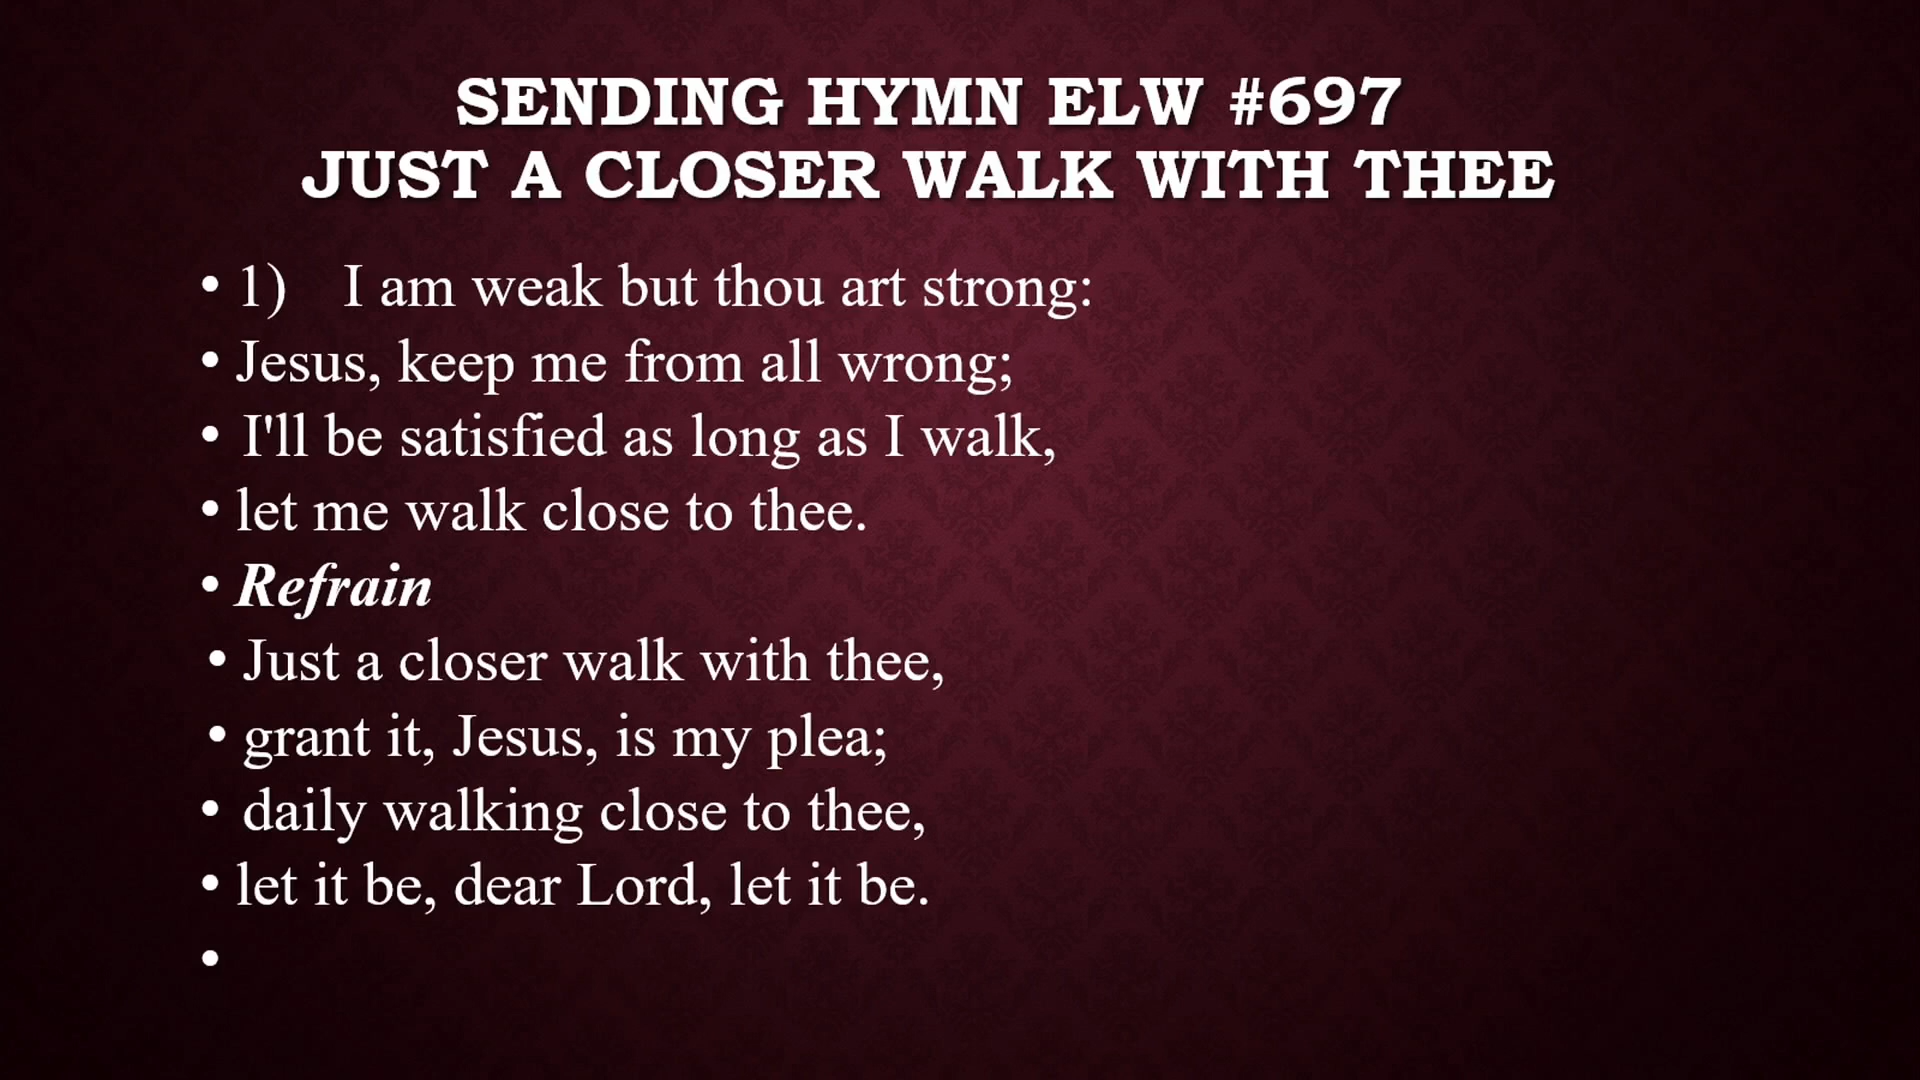 SENDING HYMN ELW #697
JUST A CLOSER WALK WITH THEE
• 1) I am weak but thou art strong:
• Jesus, keep me from all wrong;
• I'll be satisfied as long as I walk,
• let me walk close to thee.
• Refrain
• Just a closer walk with thee,
• grant it, Jesus, is my plea;
• daily walking close to thee,
• let it be, dear Lord, let it be.
•